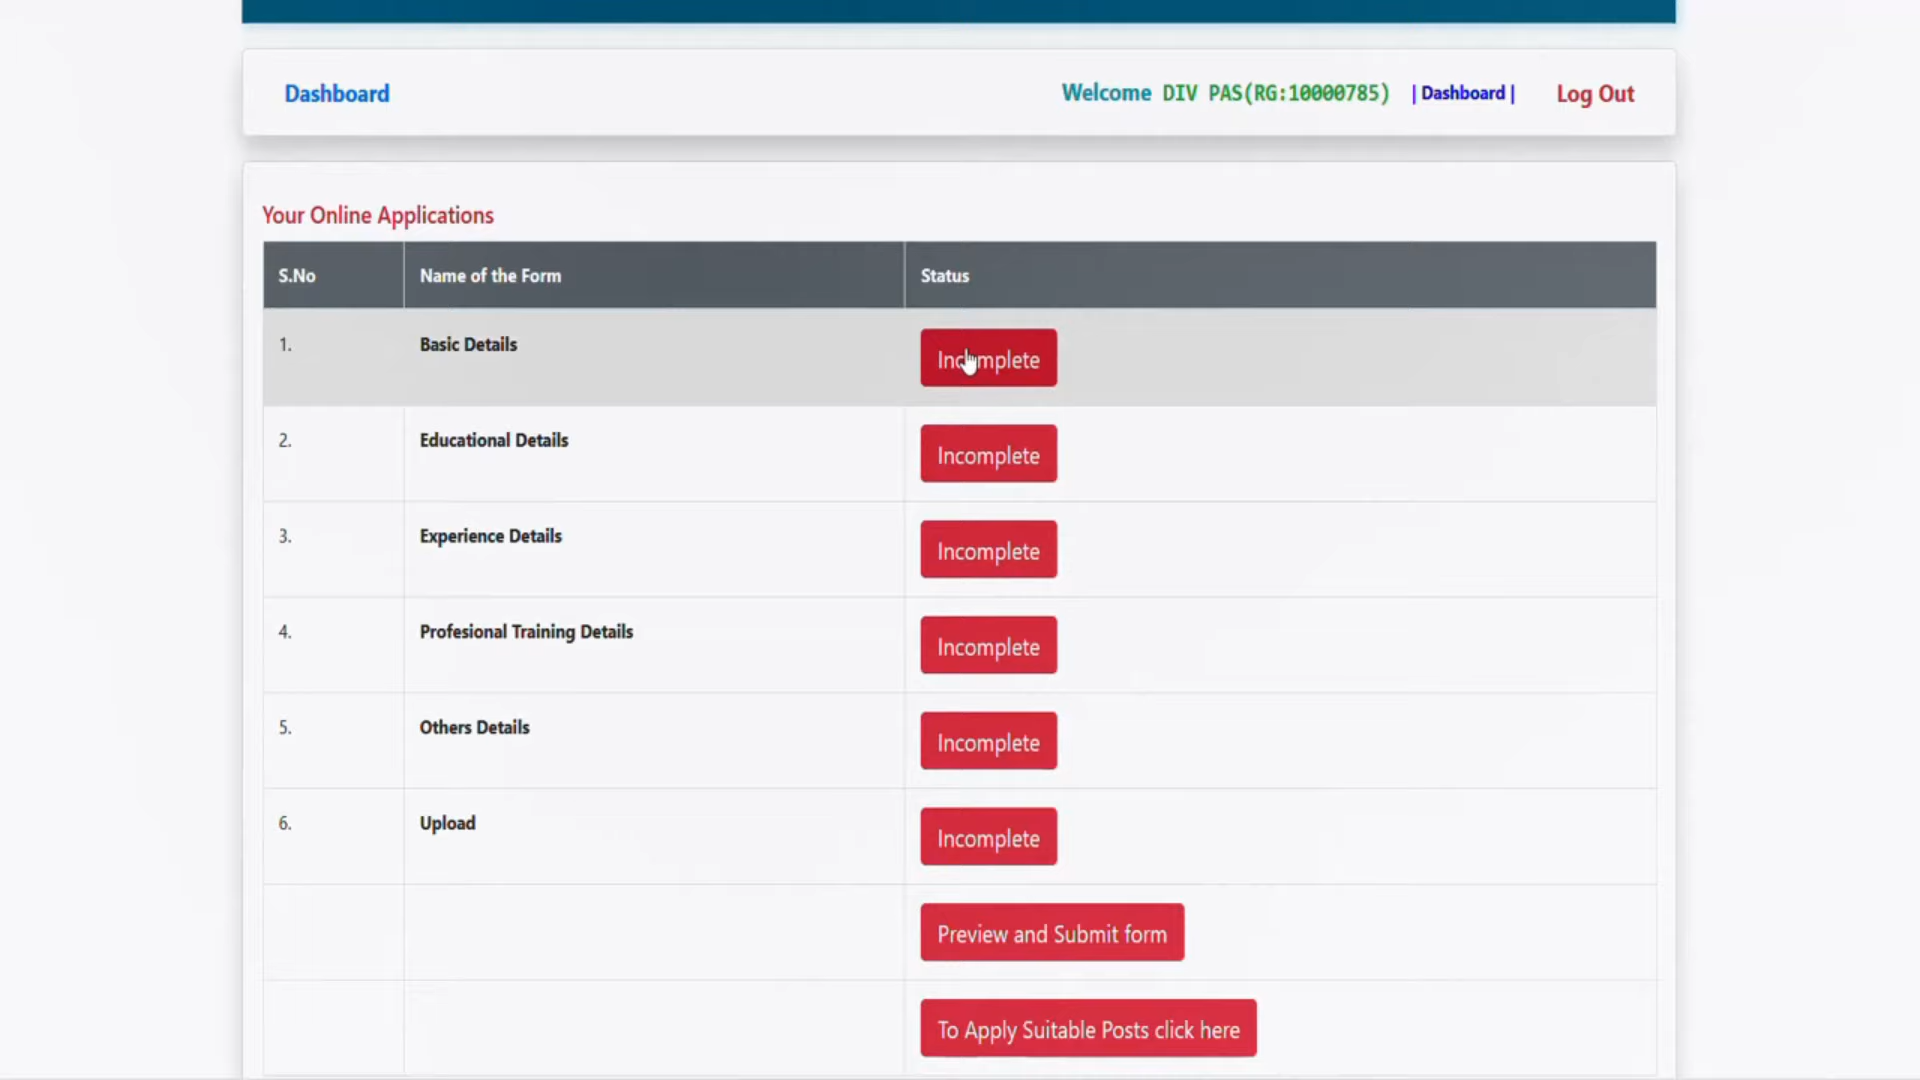 Dashboard
Welcome DIV PAS(RG:10000785) | Dashboard | Log Out
Your Online Applications
S.No Name of the Form Status
1. Basic Details Incomplete
2. Educational Details Incomplete
3. Experience Details Incomplete
4. Profesional Training Details Incomplete
5. Others Details Incomplete
6. Upload Incomplete
Preview and Submit form
To Apply Suitable Posts click here